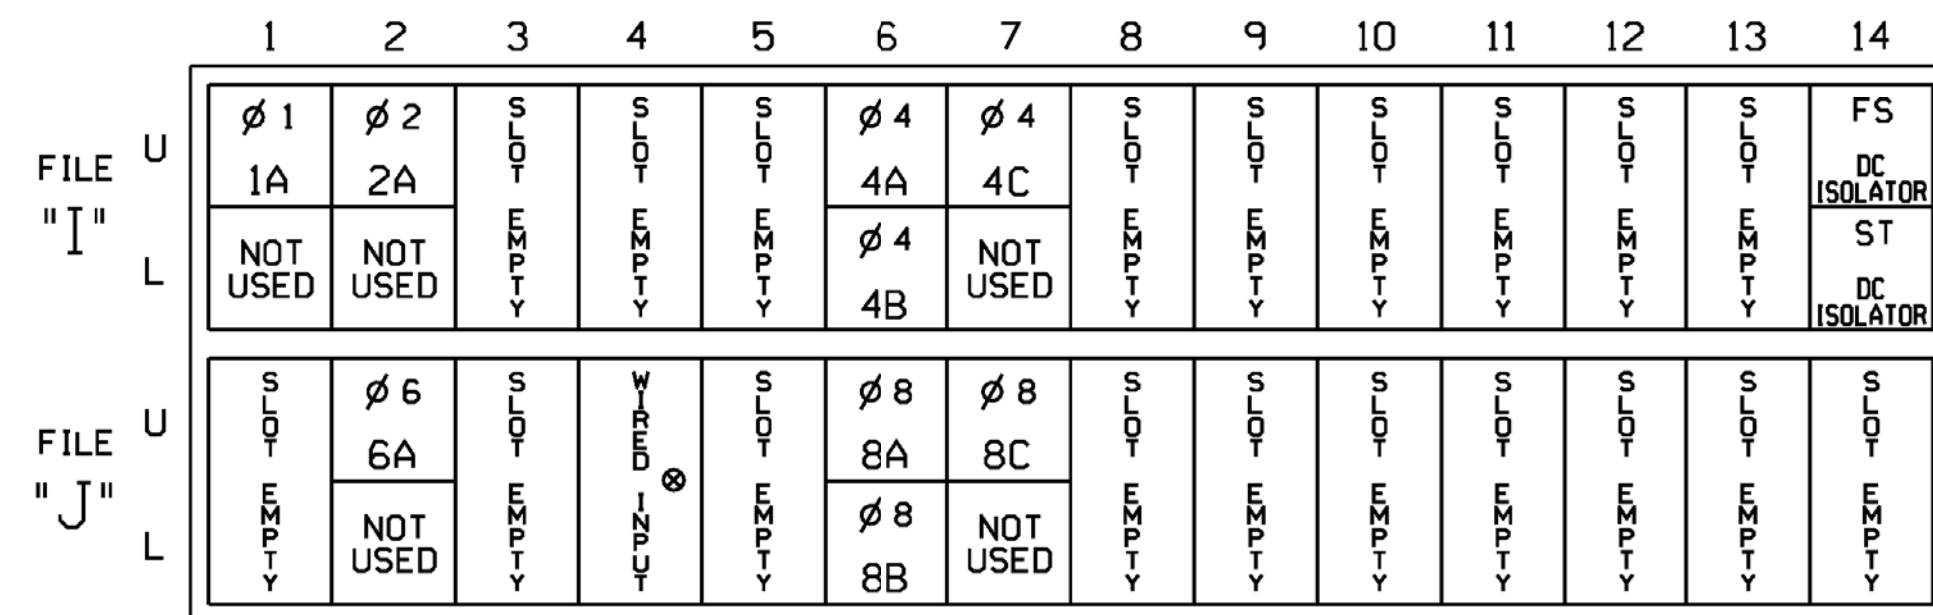 1 2 3 4 5 6 7 8 9 10 11 12 13 14
FILE "I"
U
L
Ø 1
1A
NOT
USED
Ø 2
2A
NOT
USED
SLOT EMPTY
SLOT EMPTY
SLOT EMPTY
Ø 4
4A
Ø 4
4B
Ø 4
4C
NOT
USED
SLOT EMPTY
SLOT EMPTY
SLOT EMPTY
SLOT EMPTY
SLOT EMPTY
SLOT EMPTY
FS
DC
ISOLATOR
ST
DC
ISOLATOR
FILE "J"
U
L
SLOT EMPTY
Ø 6
6A
NOT
USED
SLOT EMPTY
WIRED INPUT ⊗
SLOT EMPTY
Ø 8
8A
Ø 8
8B
Ø 8
8C
NOT
USED
SLOT EMPTY
SLOT EMPTY
SLOT EMPTY
SLOT EMPTY
SLOT EMPTY
SLOT EMPTY
SLOT EMPTY